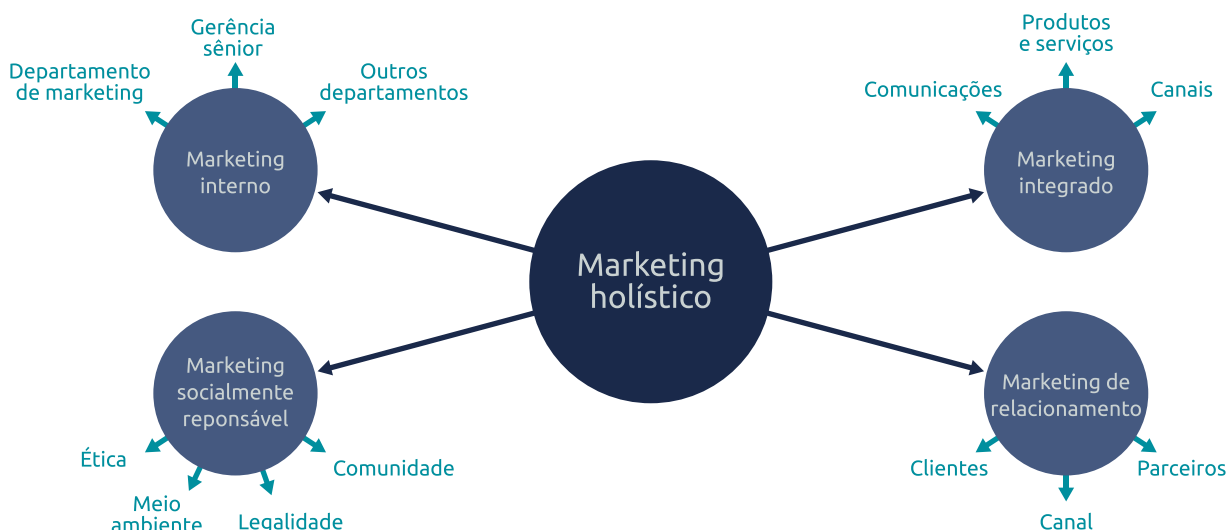 Gerência
sênior
Departamento
de marketing
Outros
departamentos
Marketing
interno
Produtos
e serviços
Comunicações
Canais
Marketing
integrado
Marketing
holístico
Marketing
socialmente
reponsável
Ética
Meio
ambiente
Legalidade
Comunidade
Marketing de
relacionamento
Clientes
Canal
Parceiros